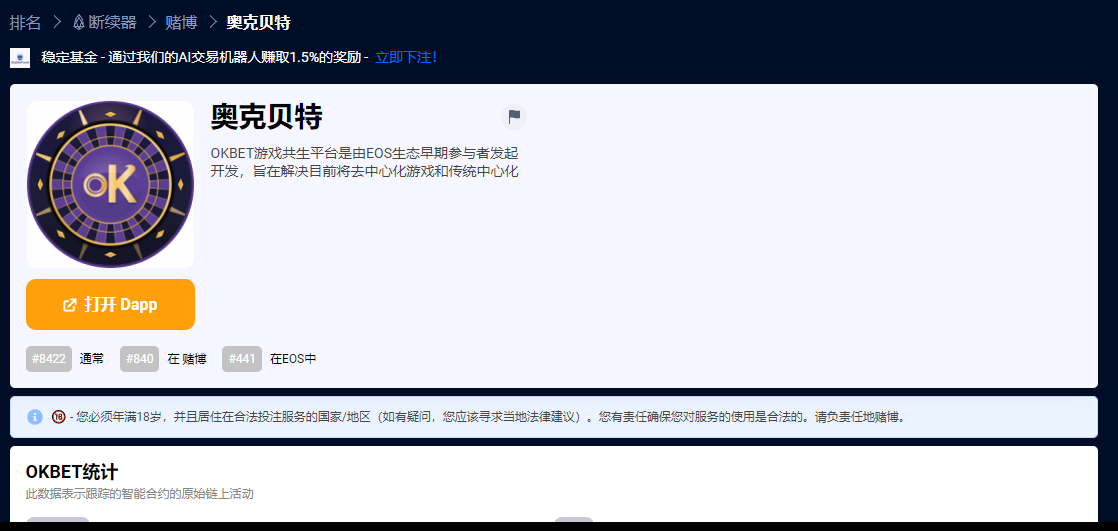 排名 > 断续器 > 赌博 > 奥克贝特
稳定基金 - 通过我们的AI交易机器人赚取1.5%的奖励 - 立即下注!
OK
奥克贝特
OKBET游戏共生平台是由EOS生态早期参与者发起
开发，旨在解决目前将去中心化游戏和传统中心化
打开 Dapp
#8422 通常 #840 在 赌博 #441 在EOS中
18 - 您必须年满18岁，并且居住在合法投注服务的国家/地区（如有疑问，您应该寻求当地法律建议）。您有责任确保您对服务的使用是合法的。请负责任地赌博。
OKBET统计
此数据表示跟踪的智能合约的原始链上活动